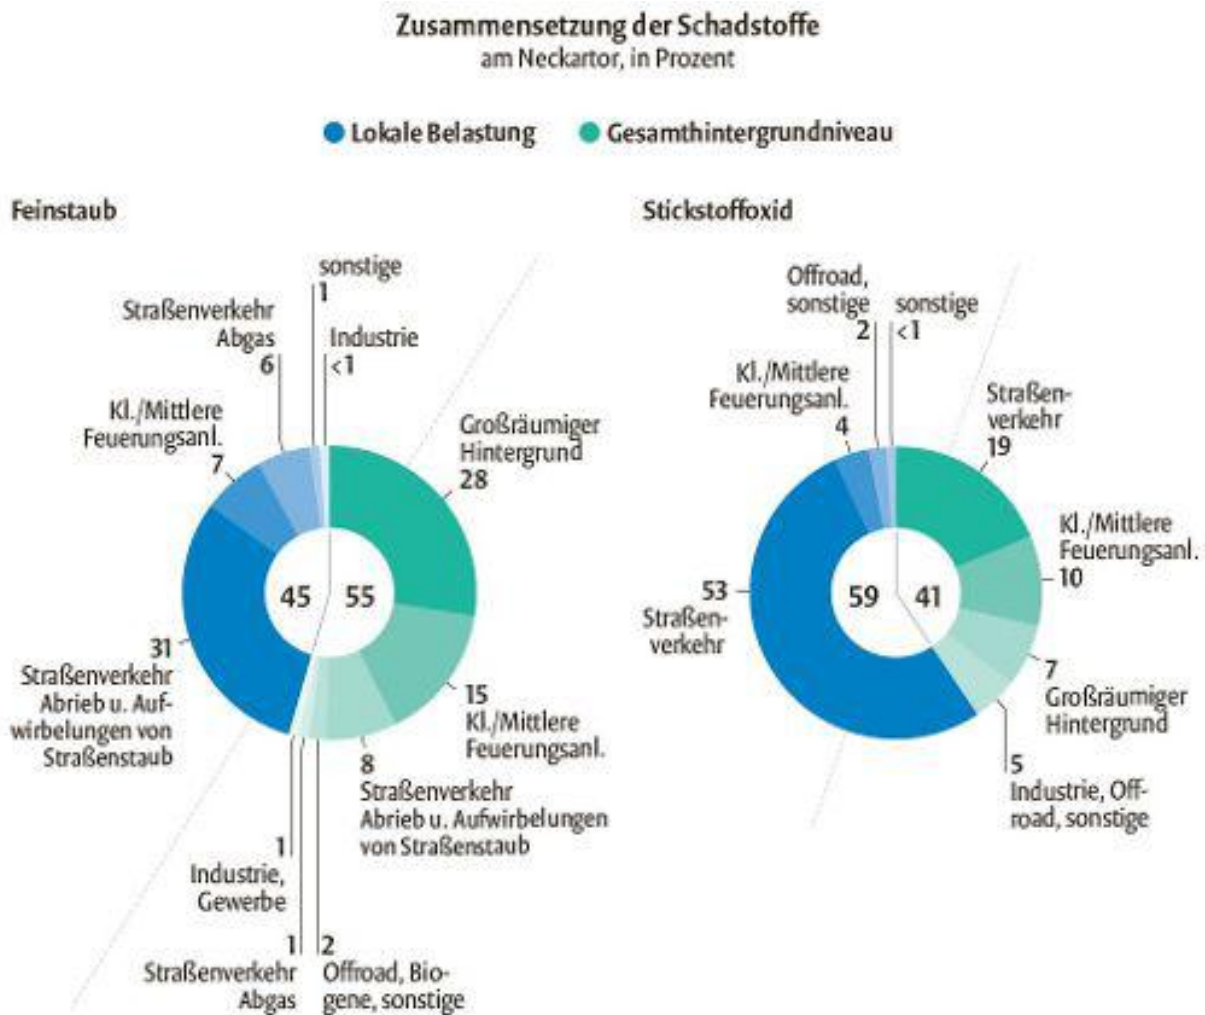 Zusammensetzung der Schadstoffe
am Neckartor, in Prozent
Lokale Belastung
Gesamthintergrundniveau
Feinstaub
sonstige
1
Straßenverkehr
Abgas
6
Industrie
<1
Kl./Mittlere
Feuerungsanl.
7
Großräumiger
Hintergrund
28
45
55
31
Straßenverkehr
Abrieb u. Auf-
wirbelungen von
Straßenstaub
15
Kl./Mittlere
Feuerungsanl.
8
Straßenverkehr
Abrieb u. Aufwirbelungen
von Straßenstaub
1
Industrie,
Gewerbe
1
Straßenverkehr
Abgas
2
Offroad, Bio-
gene, sonstige
Stickstoffoxid
Offroad,
sonstige
2
sonstige
<1
Kl./Mittlere
Feuerungsanl.
4
Straßen-
verkehr
19
Kl./Mittlere
Feuerungsanl.
10
53
Straßen-
verkehr
59
41
7
Großräumiger
Hintergrund
5
Industrie, Off-
road, sonstige